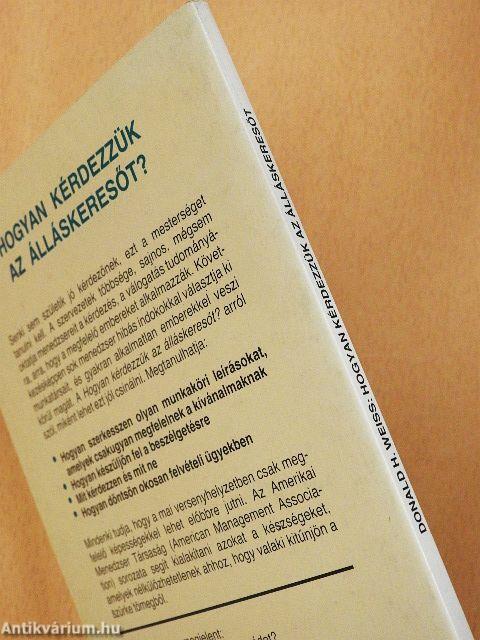 HOGYAN KÉRDEZZÜK
AZ ÁLLÁSKERESŐT?
Senki sem születik jó kérdezőnek, ezt a mesterséget
tanulni kell. A szervezetek többsége, sajnos, mégsem
oktatja menedzsereit a kérdezés, a válogatás tudományá-
ra, arra, hogy a megfelelő embereket alkalmazzák. Követ-
kezésképpen sok menedzser hibás indokokkal választja ki
munkatársait, és gyakran alkalmatlan emberekkel veszi
körül magát. A Hogyan kérdezzük az álláskeresőt? arról
szól, miként lehet ezt jól csinálni. Megtanulhatja:
• Hogyan szerkesszen olyan munkaköri leírásokat,
amelyek csakugyan megfelelnek a kívánalmaknak
• Hogyan készüljön fel a beszélgetésre
• Mit kérdezzen és mit ne
• Hogyan döntsön okosan felvételi ügyekben
Mindenki tudja, hogy a mai versenyhelyzetben csak meg-
felelő képességekkel lehet előbbre jutni. Az Amerikai
Menedzser Társaság (American Management Associa-
tion) sorozata segít kialakítani azokat a készségeket,
amelyek nélkülözhetetlenek ahhoz, hogy valaki kitűnjön a
szürke tömegből.
megjelent:
DONALD H. WEISS: HOGYAN KÉRDEZZÜK AZ ÁLLÁSKERESŐT
Antikvárium.hu